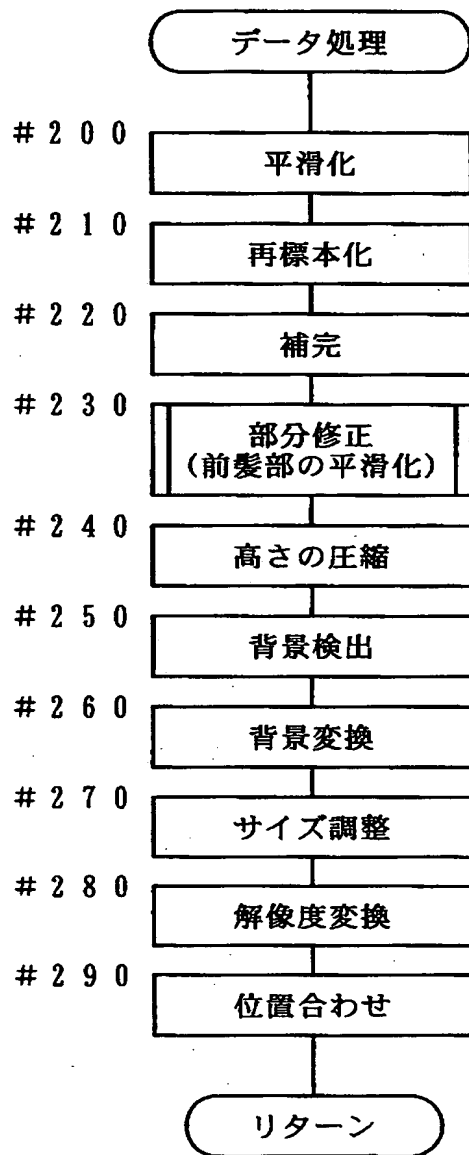 データ処理
#200
平滑化
#210
再標本化
#220
補完
#230
部分修正
(前髪部の平滑化)
#240
高さの圧縮
#250
背景検出
#260
背景変換
#270
サイズ調整
#280
解像度変換
#290
位置合わせ
リターン